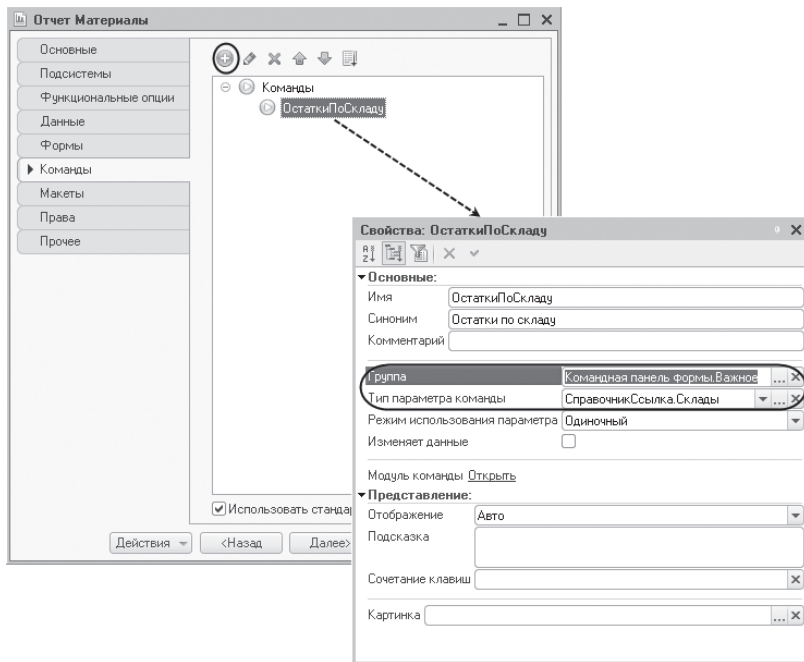 Отчет Материалы
Основные
Подсистемы
Функциональные опции
Данные
Формы
Команды
Макеты
Права
Прочее
Команды
ОстаткиПоСкладу
Использовать станда
Действия
<Назад
Далее>
Свойства: ОстаткиПоСкладу
Основные:
Имя ОстаткиПоСкладу
Синоним Остатки по складу
Комментарий
Группа Командная панель формы.Важное ...
Тип параметра команды СправочникСсылка.Склады ...
Режим использования параметра Одиночный
Изменяет данные
Модуль команды Открыть
Представление:
Отображение Авто
Подсказка
Сочетание клавиш
Картинка ...